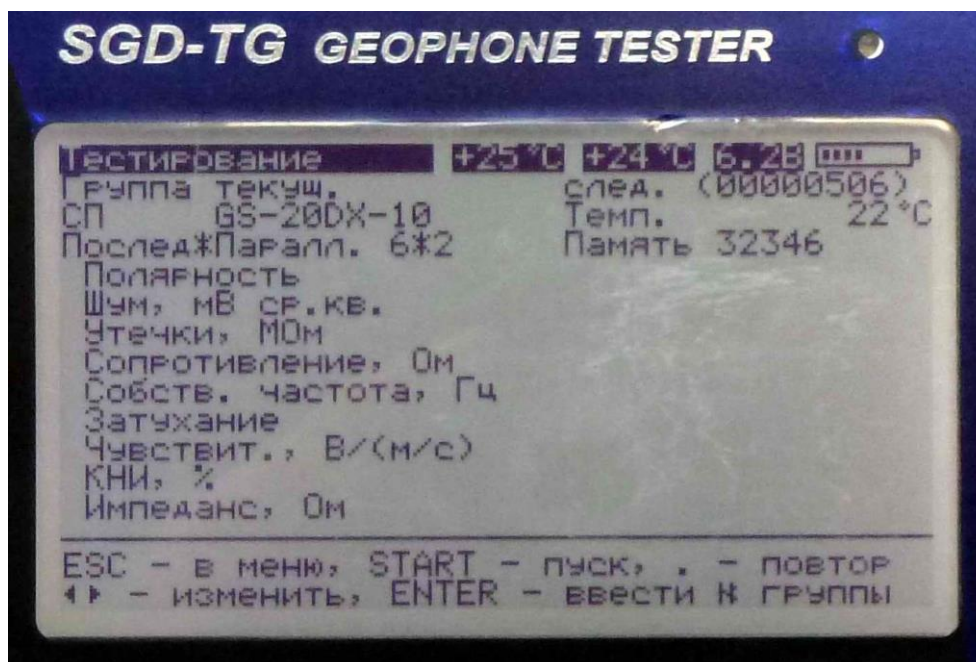 SGD-TG GEOPHONE TESTER
Тестирование +25°C +24°C 6.2В
Группа текущ. след. (00000506)
СП GS-20DX-10 Темп. 22°C
Послед*Паралл. 6*2 Память 32346
Полярность
Шум, мВ ср.кв.
Утечки, МОм
Сопротивление, Ом
Собств. частота, Гц
Затухание
Чувствит., В/(м/с)
КНИ, %
Импеданс, Ом
ESC - в меню, START - пуск, . - повтор
◂ ▸ - изменить, ENTER - ввести № группы